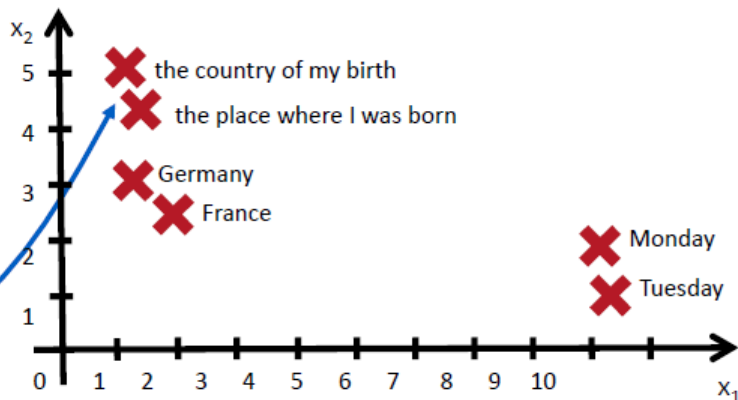 x2
5
the country of my birth
the place where I was born
4
Germany
3
France
Monday
2
Tuesday
1
0 1 2 3 4 5 6 7 8 9 10
x1